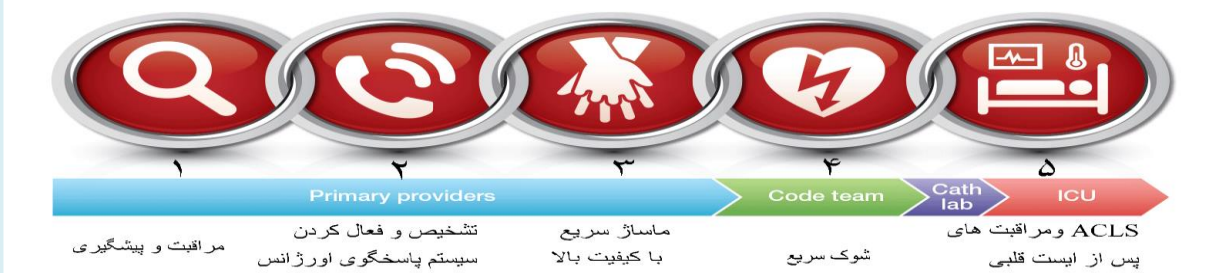 ۱
۲
۳
۴
۵
Primary providers
Code team
Cath
lab
ICU
مراقبت و پیشگیری
تشخیص و فعال کردن
سیستم پاسخگوی اورژانس
ماساژ سریع
با کیفیت بالا
شوک سریع
ACLS ومراقبت های
پس از ایست قلبی